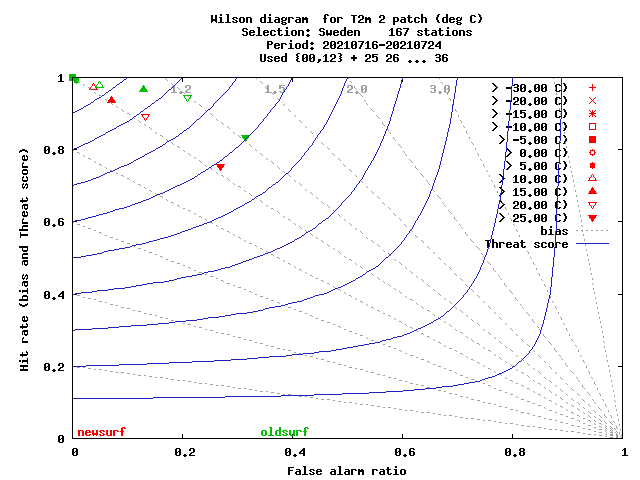 Wilson diagram  for T2m 2 patch (deg C)
Selection: Sweden    167 stations
Period: 20210716-20210724
Used {00,12} + 25 26 ... 36
1
1.2
1.5
2.0
3.0
> -30.00 C)
> -20.00 C)
> -15.00 C)
> -10.00 C)
> -5.00 C)
> 0.00 C)
> 5.00 C)
> 10.00 C)
> 15.00 C)
> 20.00 C)
> 25.00 C)
bias
Threat score
0.8
0.6
0.4
0.2
0
Hit rate (bias and Threat score)
newsurf
oldsurf
0 0.2 0.4 0.6 0.8 1
False alarm ratio